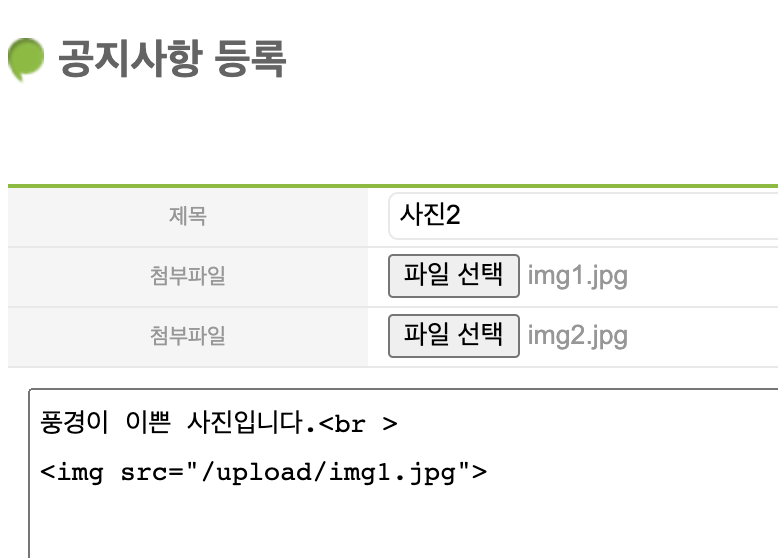 공지사항 등록
제목 사진2
첨부파일 파일 선택 img1.jpg
첨부파일 파일 선택 img2.jpg
풍경이 이쁜 사진입니다.<br >
<img src="/upload/img1.jpg">